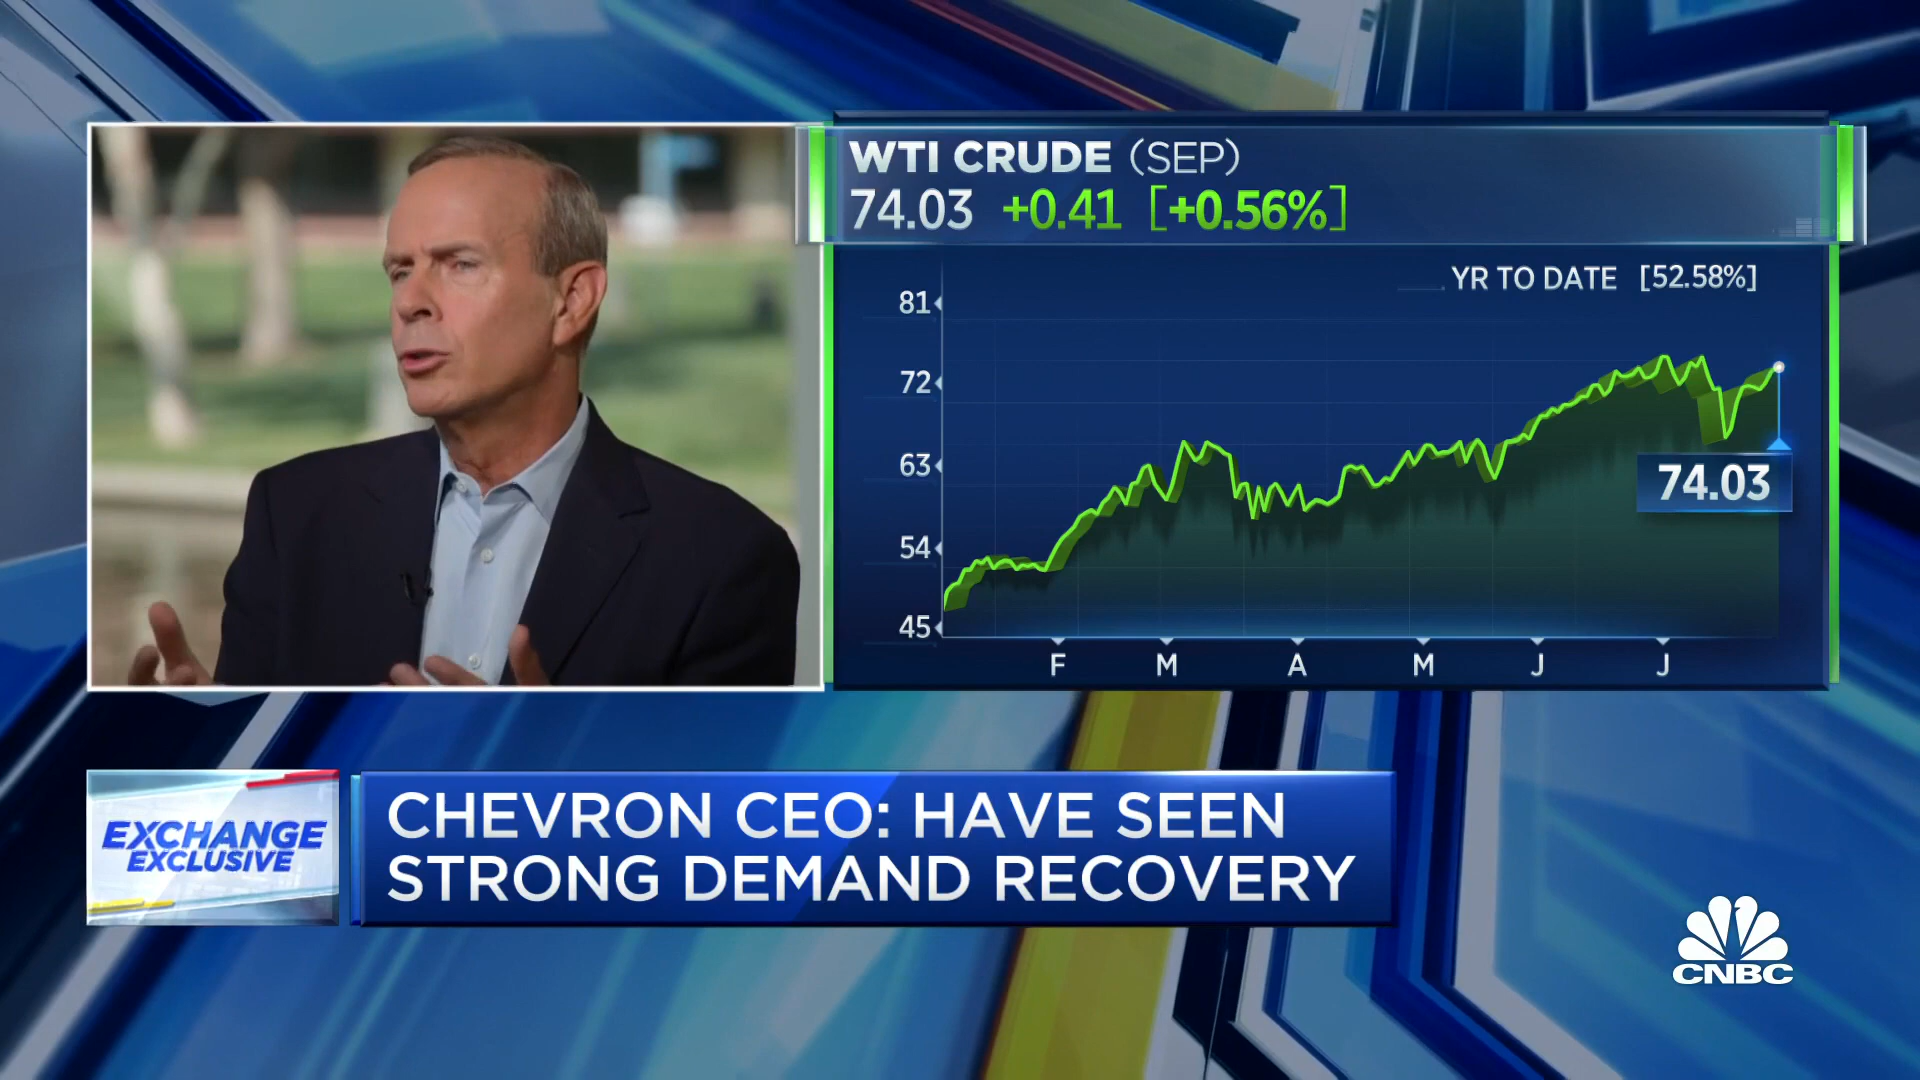 WTI CRUDE (SEP)
74.03 +0.41 [+0.56%]
YR TO DATE [52.58%]
81
72
63
54
45
74.03
F M A M J J
EXCHANGE
EXCLUSIVE
CHEVRON CEO: HAVE SEEN
STRONG DEMAND RECOVERY
CNBC